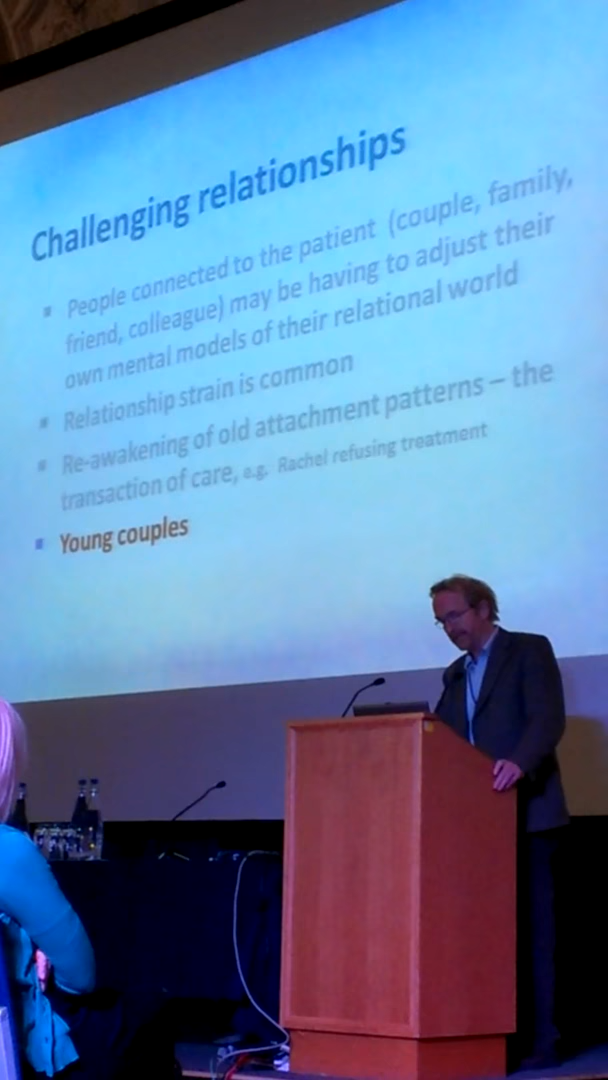 Challenging relationships
People connected to the patient (couple, family,
friend, colleague) may be having to adjust their
own mental models of their relational world
Relationship strain is common
Re-awakening of old attachment patterns – the
transaction of care, e.g. Rachel refusing treatment
Young couples